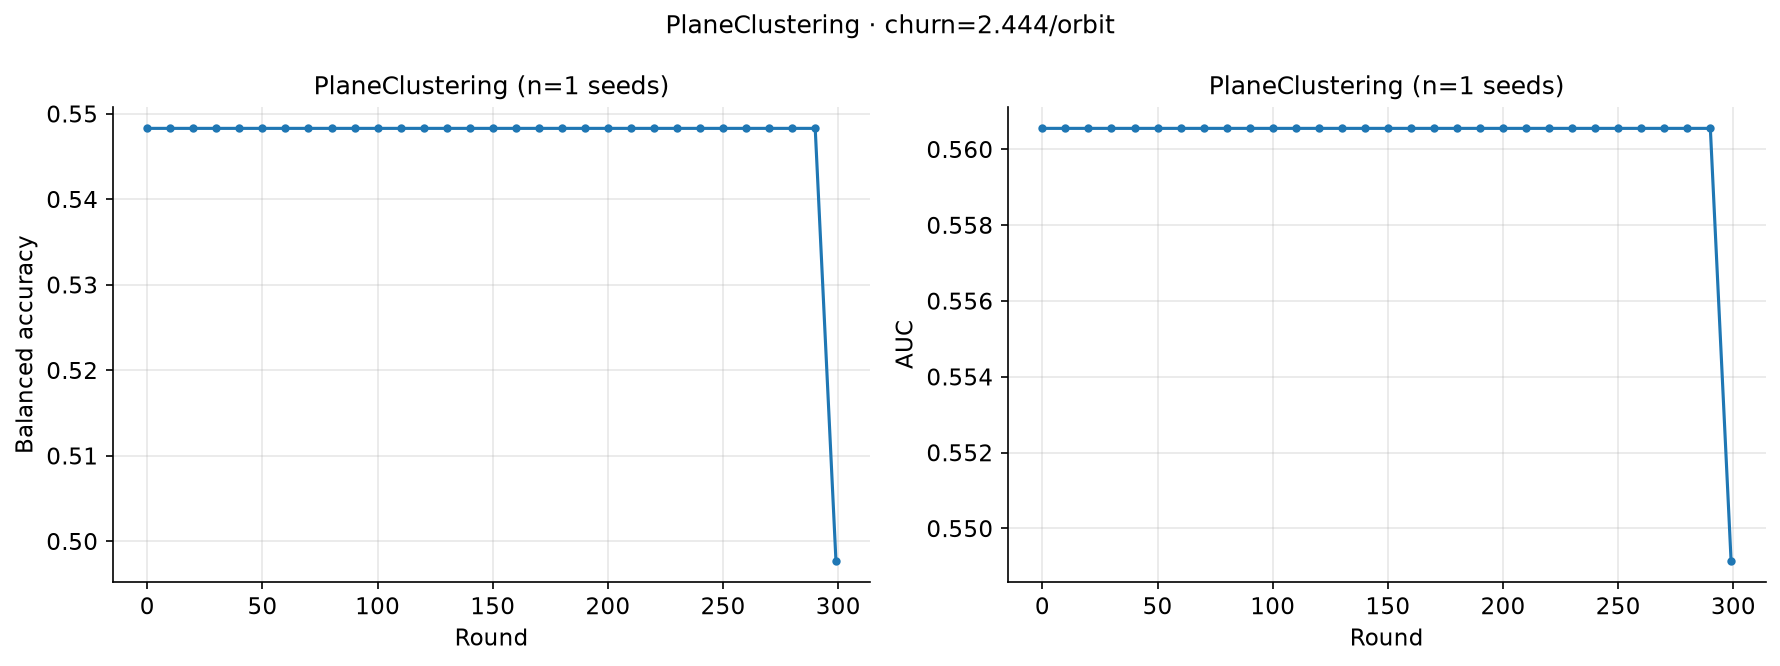 PlaneClustering · churn=2.444/orbit
PlaneClustering (n=1 seeds)
0.55
0.54
0.53
0.52
0.51
0.50
Balanced accuracy
0 50 100 150 200 250 300
Round
PlaneClustering (n=1 seeds)
0.560
0.558
0.556
0.554
0.552
0.550
AUC
0 50 100 150 200 250 300
Round